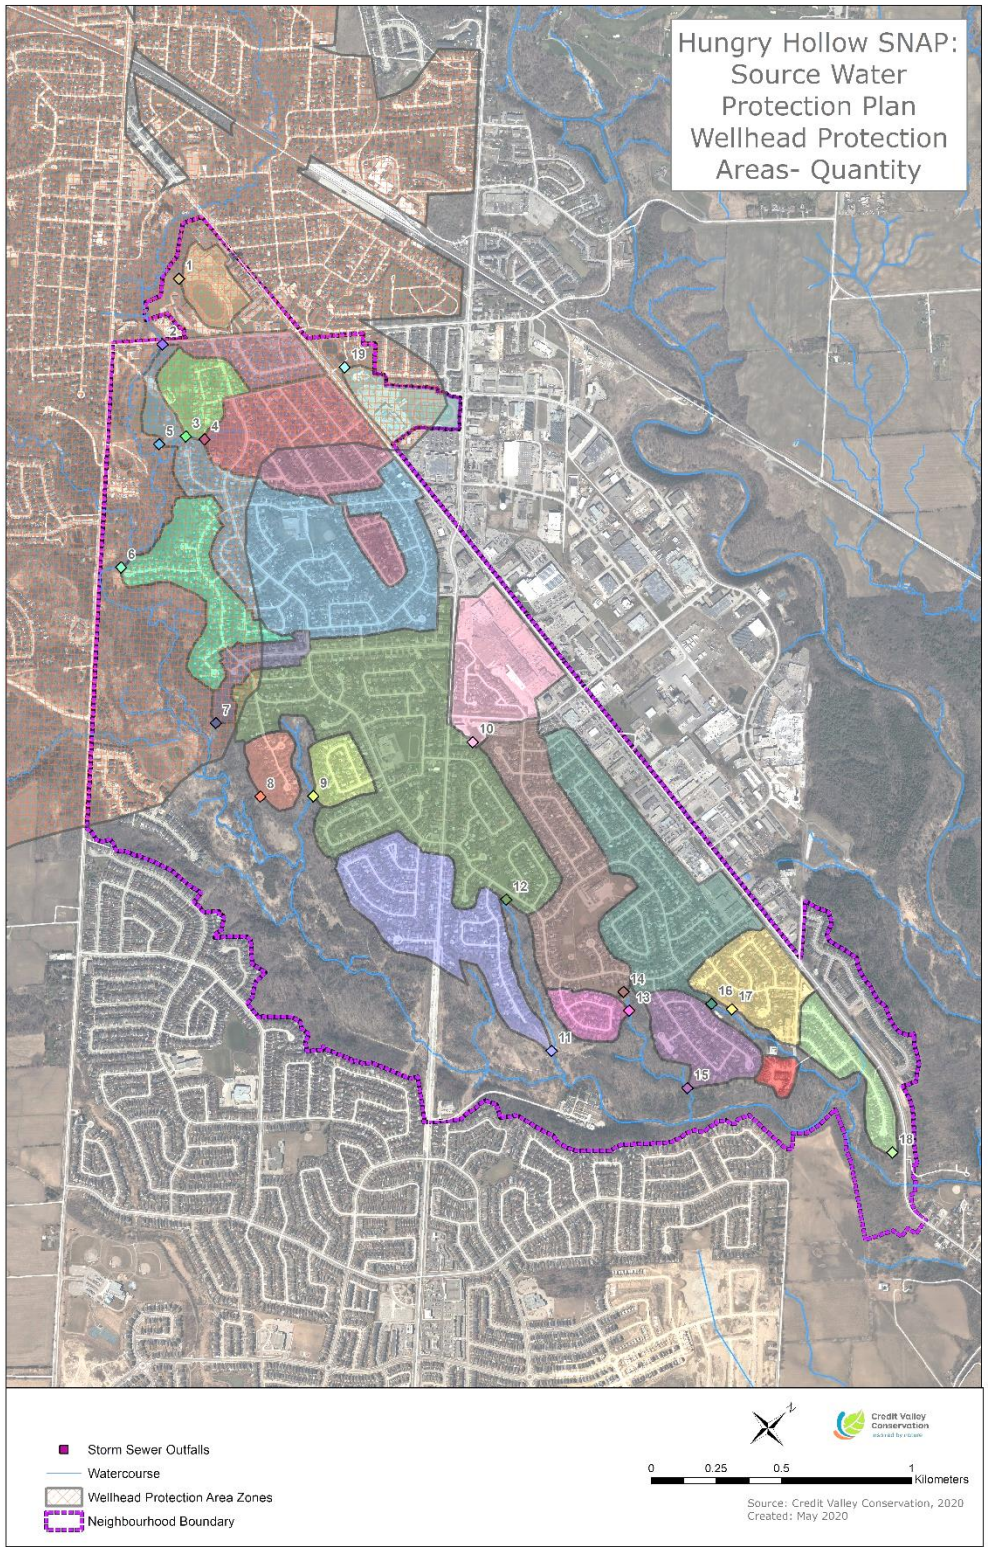 Hungry Hollow SNAP:
Source Water
Protection Plan
Wellhead Protection
Areas- Quantity
1
2
19
3
4
5
6
7
8
9
10
12
14
13
16
17
11
15
18
Storm Sewer Outfalls
Watercourse
Wellhead Protection Area Zones
Neighbourhood Boundary
N
Credit Valley
Conservation
0 0.25 0.5 1
Kilometers
Source: Credit Valley Conservation, 2020
Created: May 2020